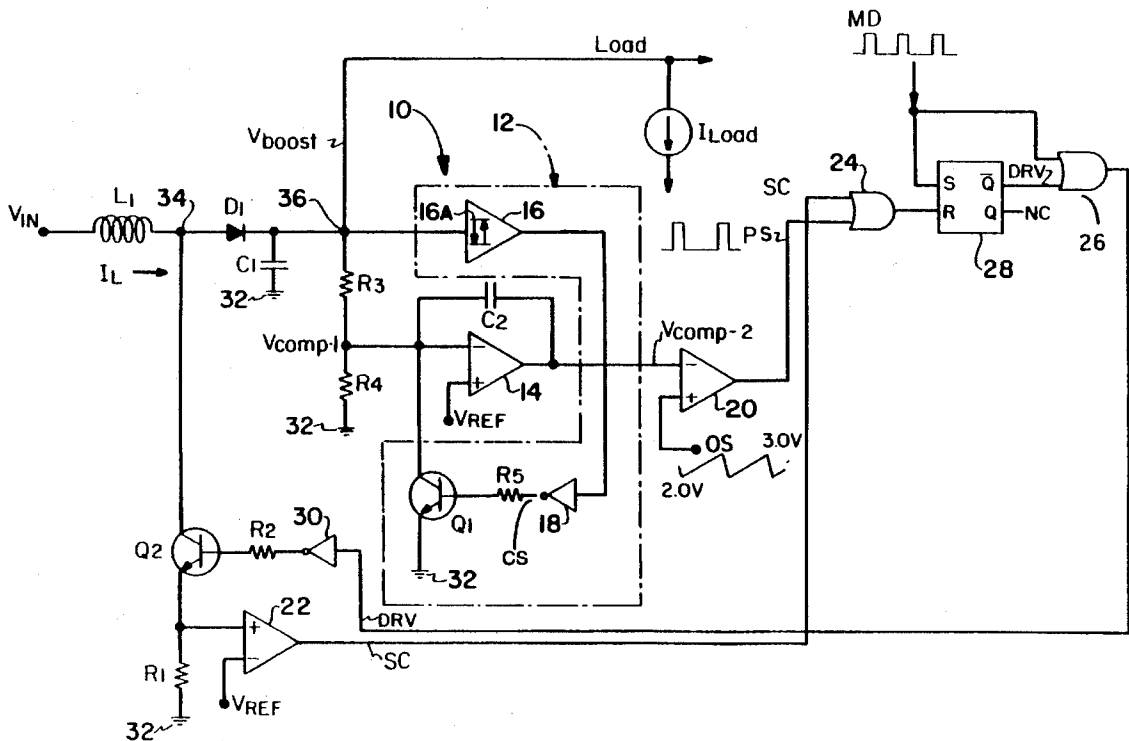 MD
Load
10
12
24
Vboost
ILoad
SC
L1
34
D1
36
16A
16
DRV
S
Q̅
R
Q
NC
26
VIN
PS
28
IL
C1
32
R3
C2
Vcomp-1
Vcomp-2
R4
14
20
VREF
32
OS
3.0V
2.0V
R5
Q1
CS
18
30
R2
Q2
32
22
DRV
SC
R1
VREF
32